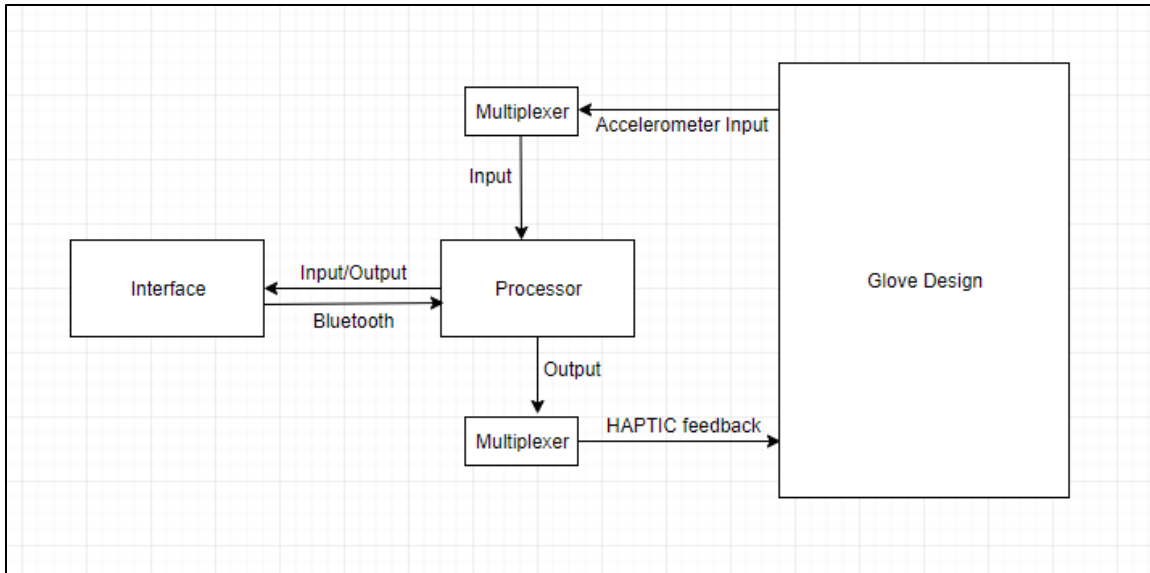 Multiplexer
Accelerometer Input
Input
Interface
Input/Output
Bluetooth
Processor
Glove Design
Output
Multiplexer
HAPTIC feedback